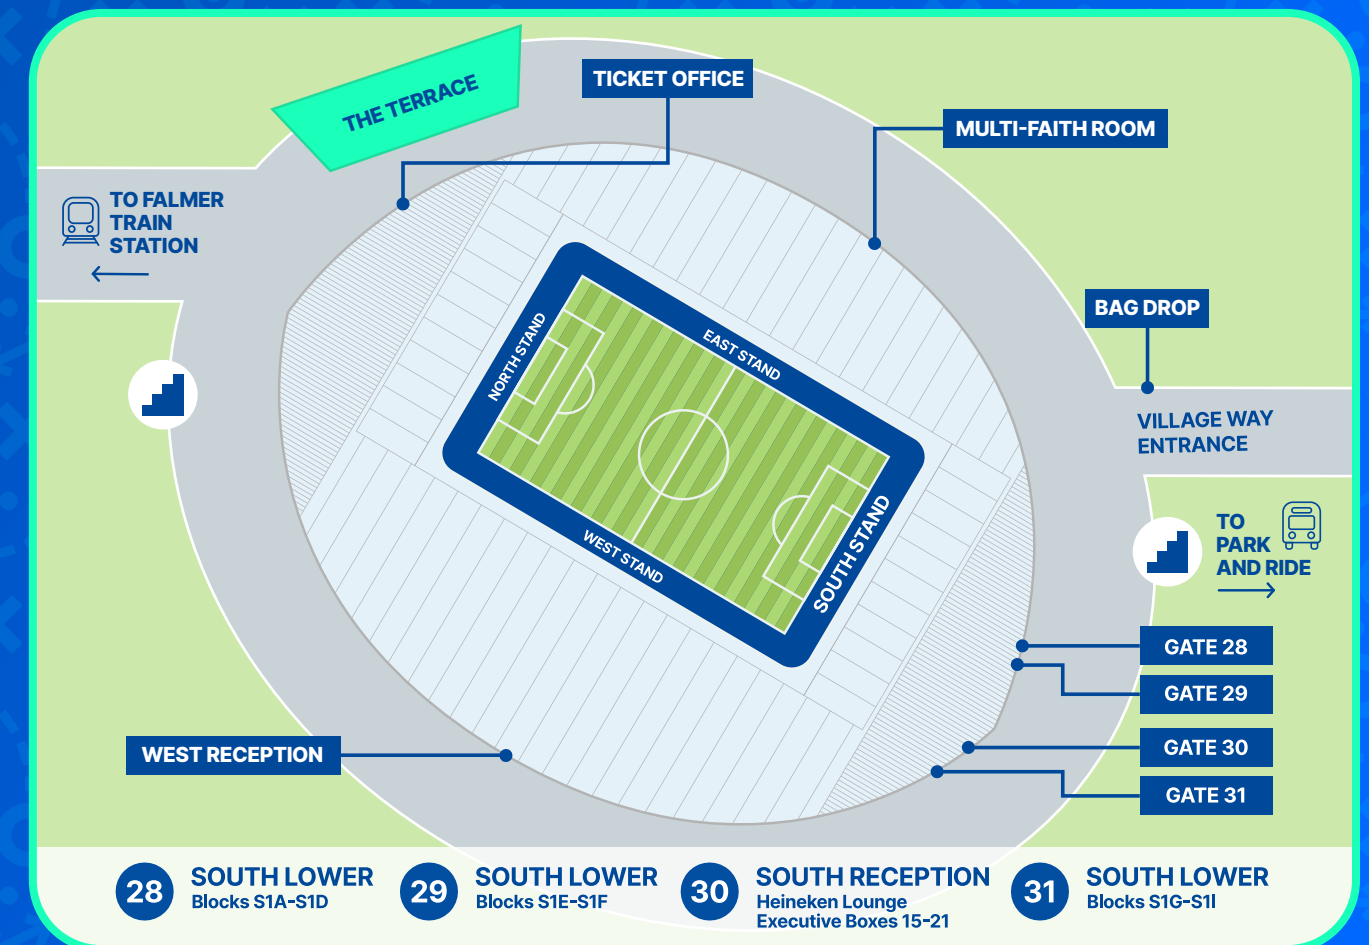 THE TERRACE
TICKET OFFICE
MULTI-FAITH ROOM
TO FALMER
TRAIN
STATION
BAG DROP
VILLAGE WAY
ENTRANCE
NORTH STAND
EAST STAND
WEST STAND
SOUTH STAND
TO
PARK
AND RIDE
GATE 28
GATE 29
GATE 30
GATE 31
WEST RECEPTION
28
SOUTH LOWER
Blocks S1A-S1D
29
SOUTH LOWER
Blocks S1E-S1F
30
SOUTH RECEPTION
Heineken Lounge
Executive Boxes 15-21
31
SOUTH LOWER
Blocks S1G-S1I